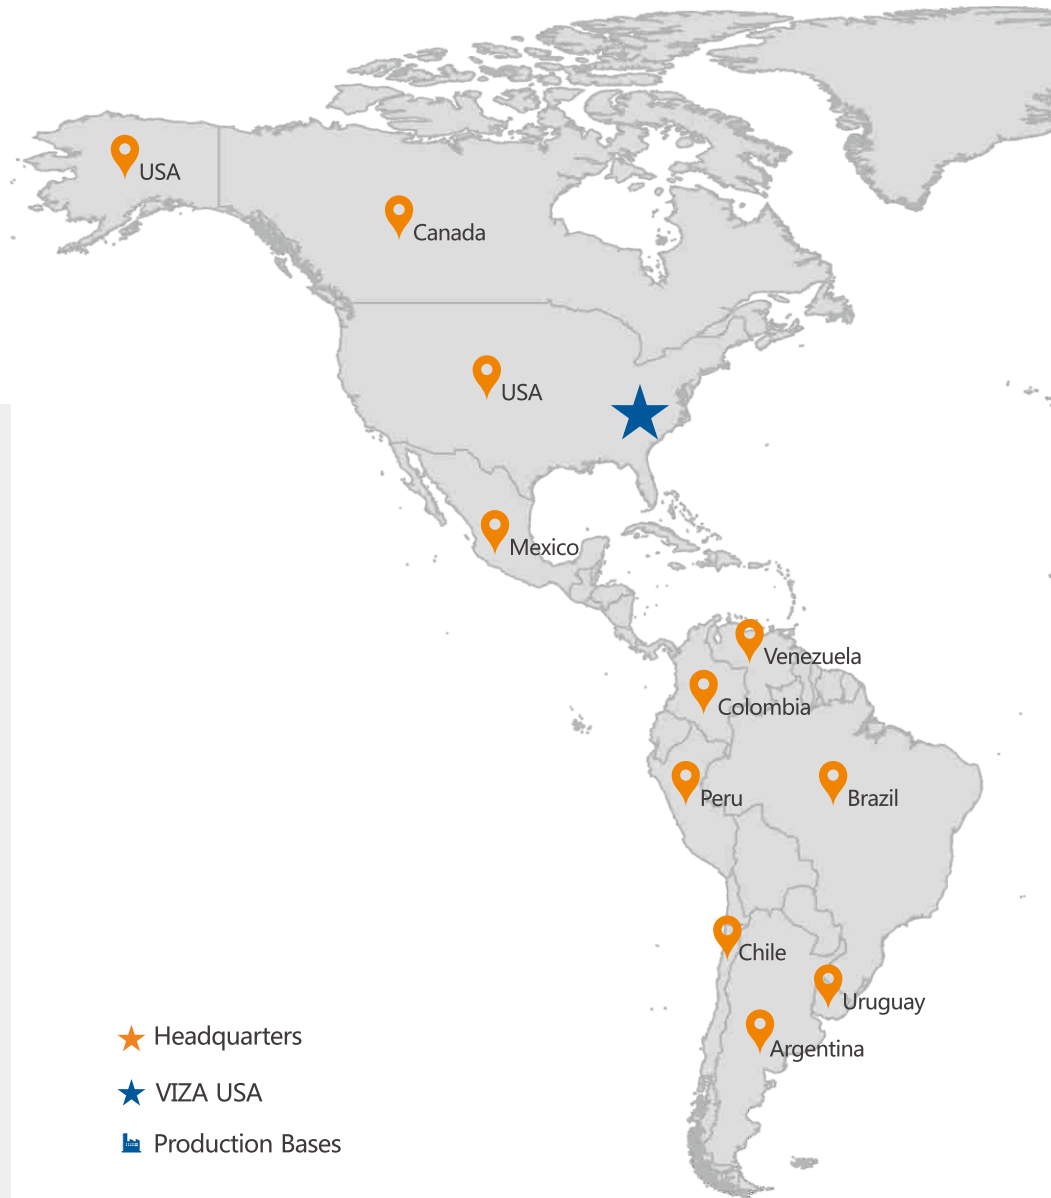 USA
Canada
USA
Mexico
Venezuela
Colombia
Peru
Brazil
Chile
Uruguay
Argentina
Headquarters
VIZA USA
Production Bases